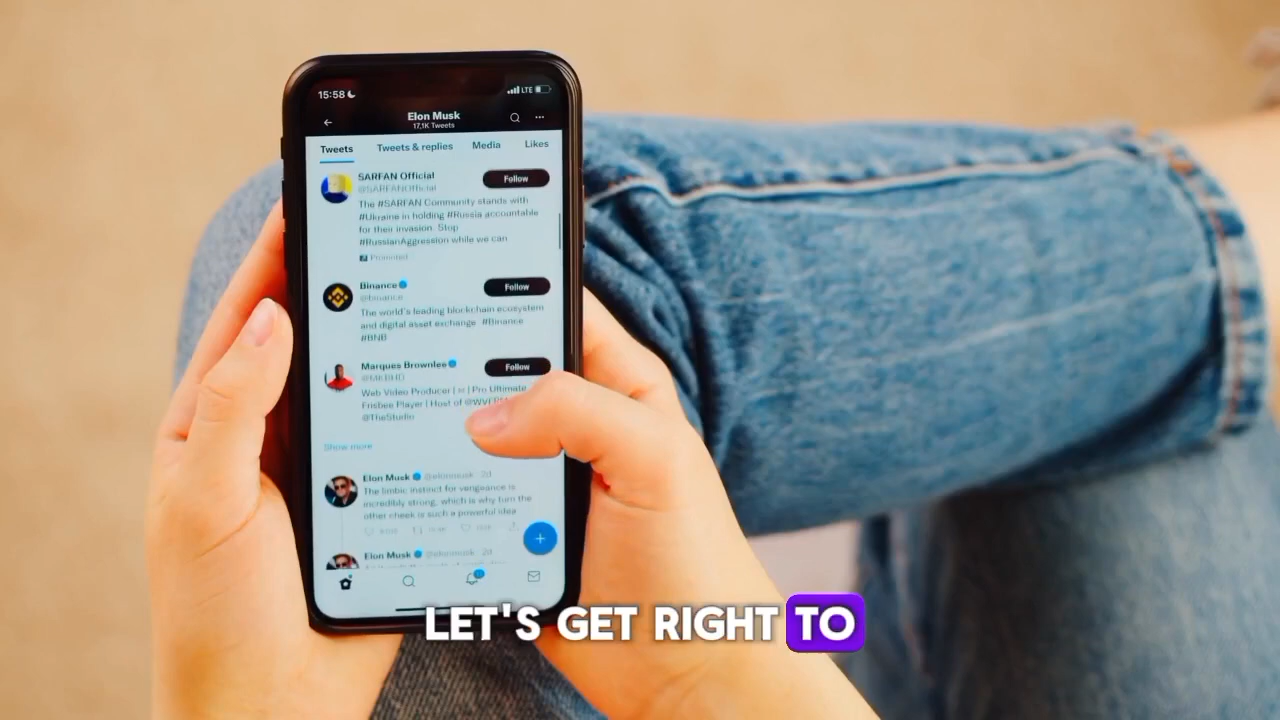 15:58
LTE
Elon Musk
17,1K Tweets
Tweets Tweets & replies Media Likes
SARFAN Official
Follow
@SARFANOfficial
The #SARFAN Community stands with
#Ukraine in holding #Russia accountable
for their invasion. Stop
#RussianAggression while we can
Promoted
Binance
Follow
@binance
The world's leading blockchain ecosystem
and digital asset exchange #Binance
#BNB
Marques Brownlee
Follow
@MKBHD
Web Video Producer | | Pro Ultimate
Frisbee Player | Host of
@TheStudio
Show more
Elon Musk @elonmusk · 2d
The limbic instinct for vengeance is
incredibly strong, which is why turn the
other cheek is such a powerful idea
Elon Musk @elonmusk · 2d
LET'S GET RIGHT TO